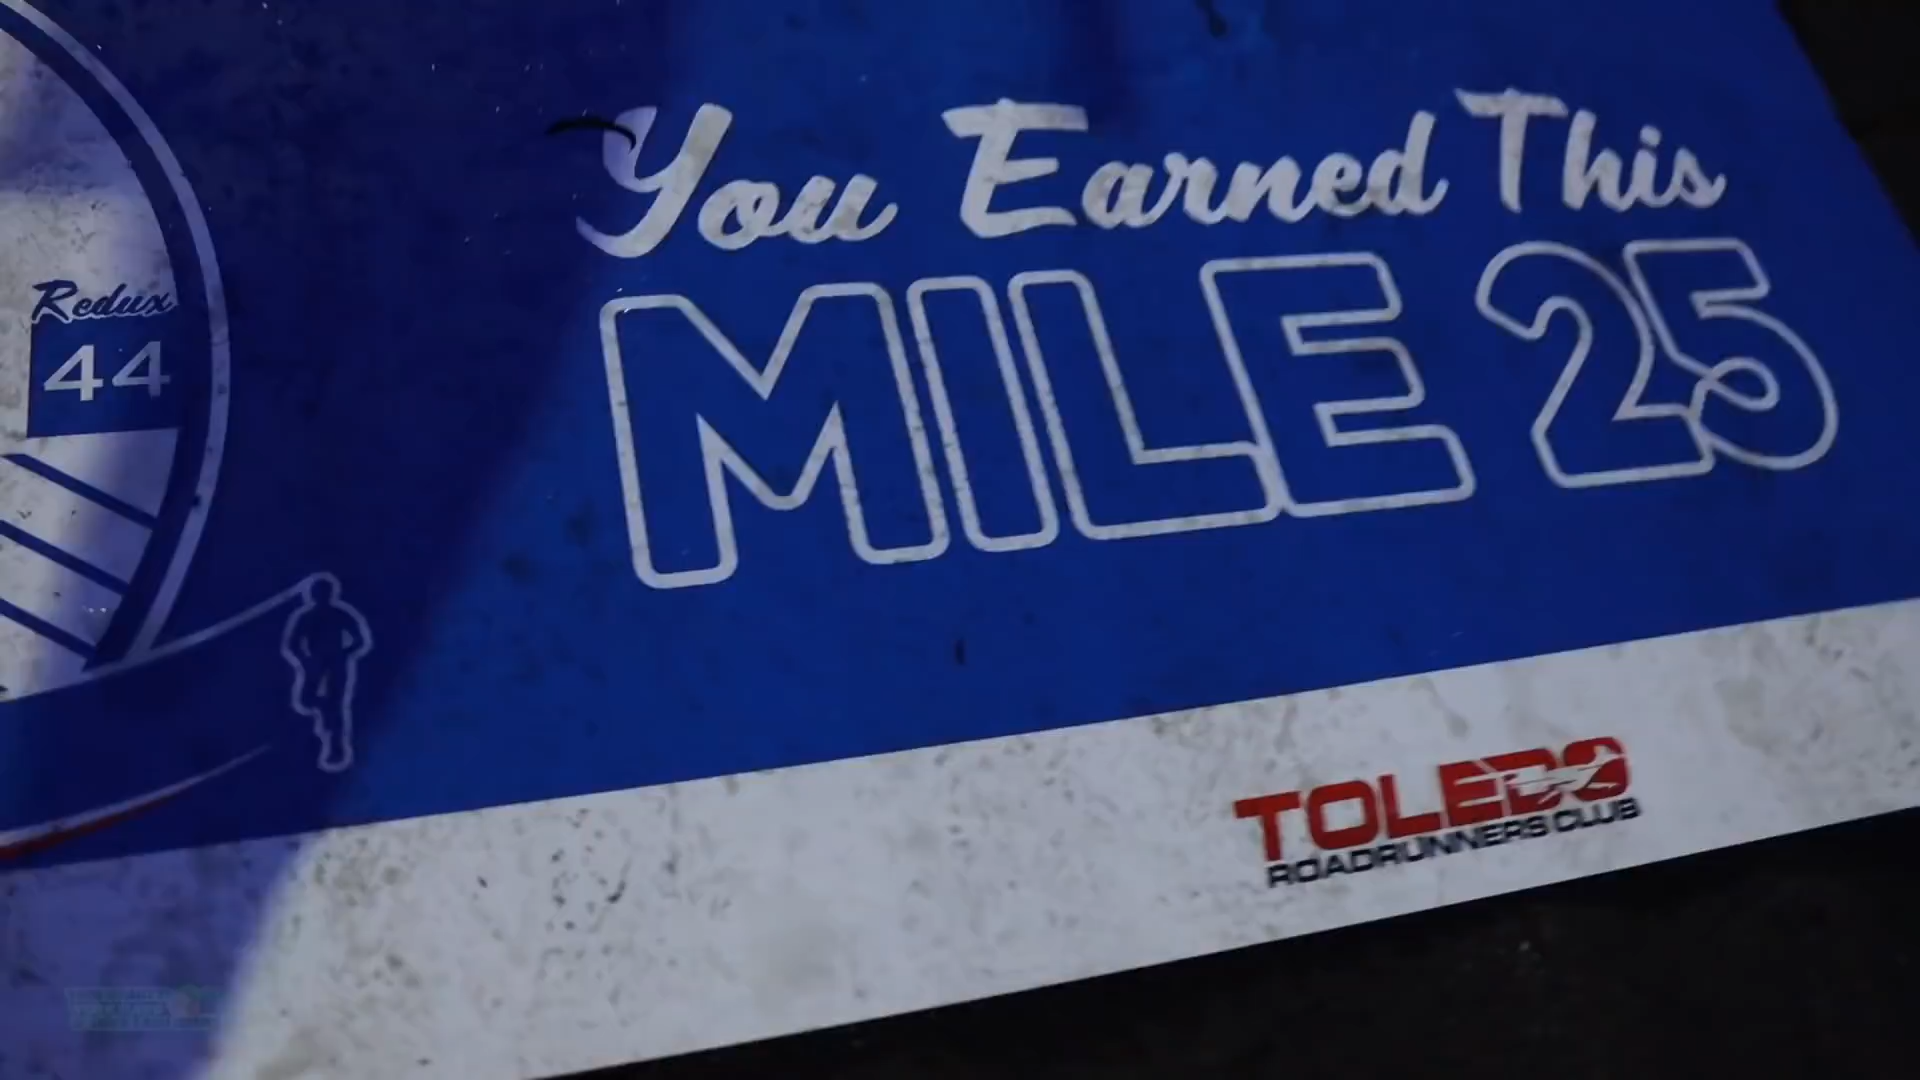 You Earned This
MILE 25
Redux
44
TOLEDO
ROADRUNNERS CLUB